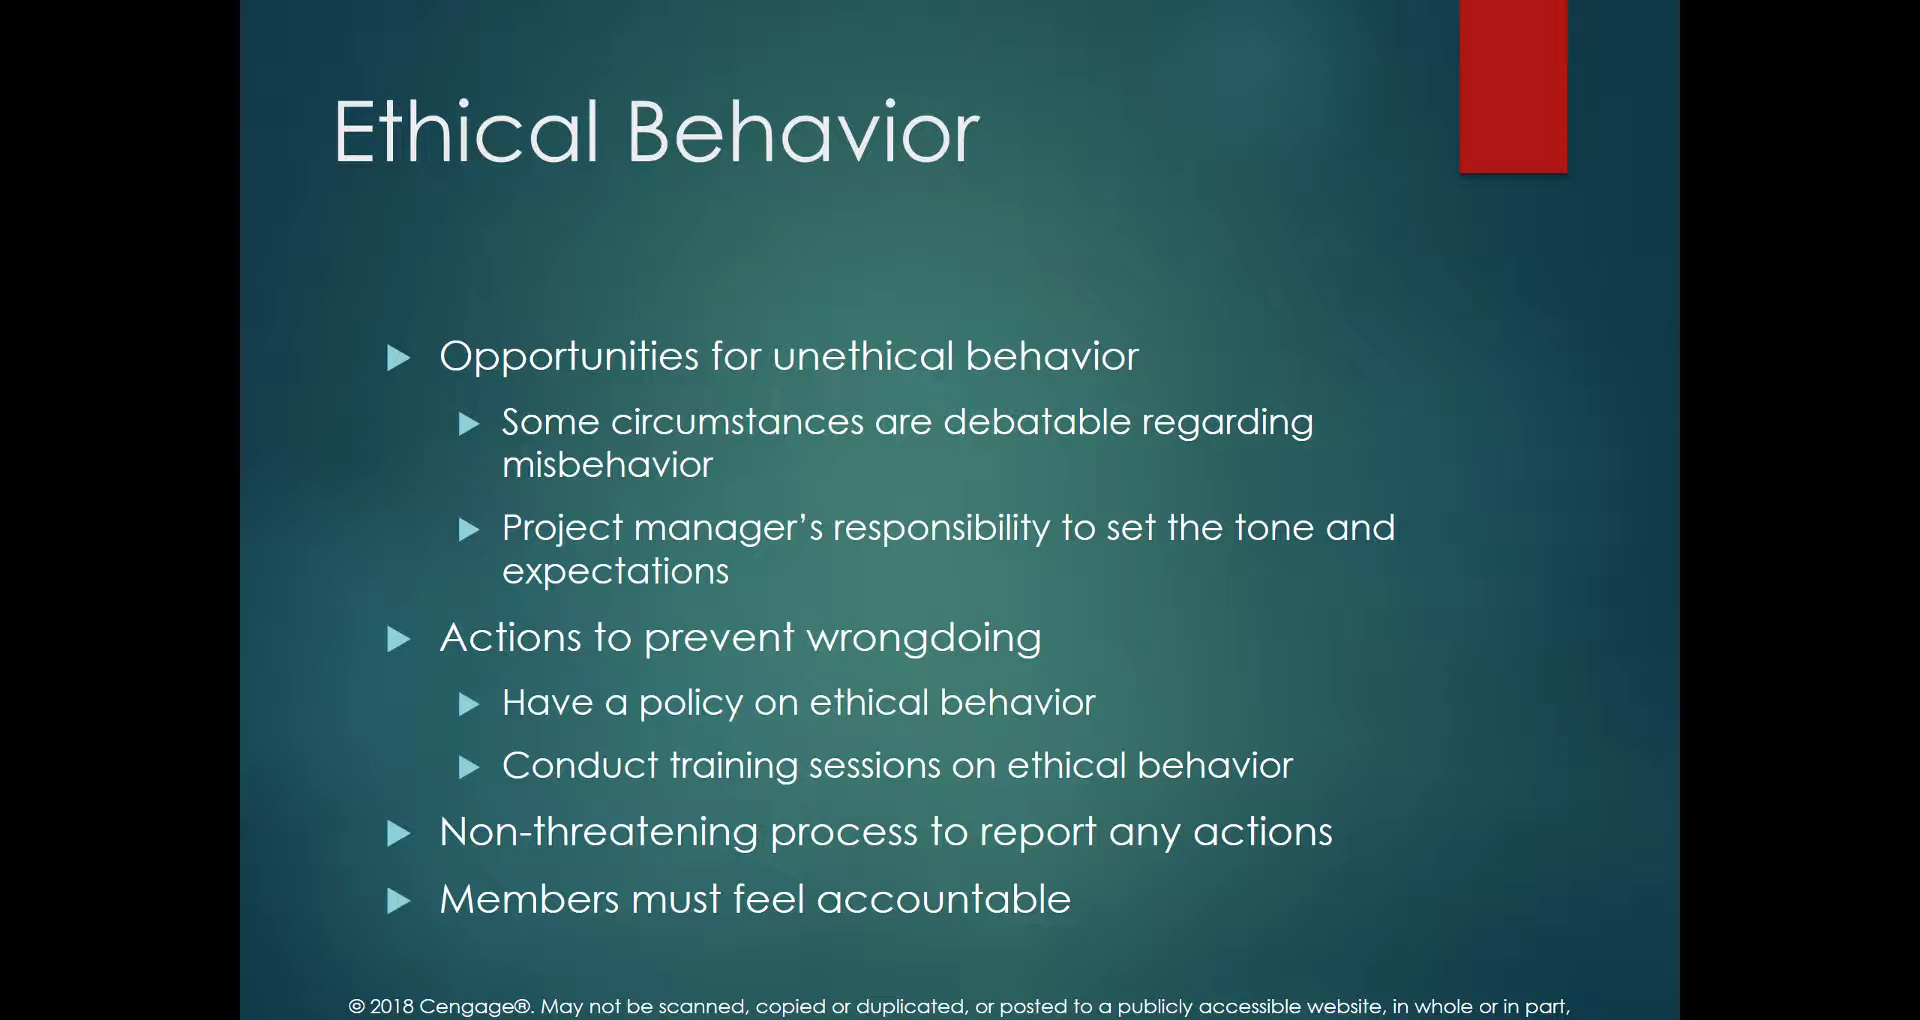 Ethical Behavior
Opportunities for unethical behavior
Some circumstances are debatable regarding
misbehavior
Project manager’s responsibility to set the tone and
expectations
Actions to prevent wrongdoing
Have a policy on ethical behavior
Conduct training sessions on ethical behavior
Non-threatening process to report any actions
Members must feel accountable
© 2018 Cengage®. May not be scanned, copied or duplicated, or posted to a publicly accessible website, in whole or in part,